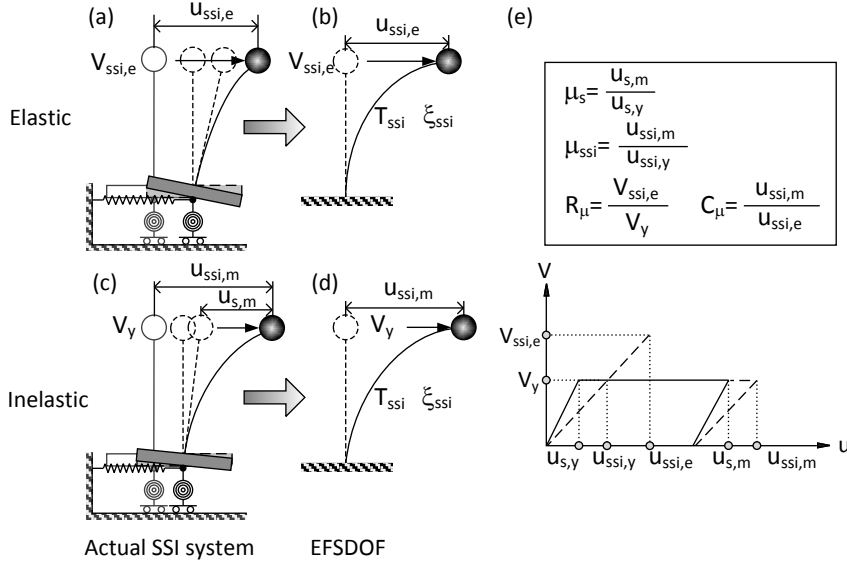 (a)
u_ssi,e
V_ssi,e
Elastic
(b)
u_ssi,e
V_ssi,e
T_ssi ξ_ssi
(c)
u_ssi,m
u_s,m
V_y
Inelastic
Actual SSI system
(d)
u_ssi,m
V_y
T_ssi ξ_ssi
EFSDOF
(e)
μ_s= u_s,m / u_s,y
μ_ssi= u_ssi,m / u_ssi,y
R_μ= V_ssi,e / V_y C_μ= u_ssi,m / u_ssi,e
V
V_ssi,e
V_y
u_s,y u_ssi,y u_ssi,e u_s,m u_ssi,m u